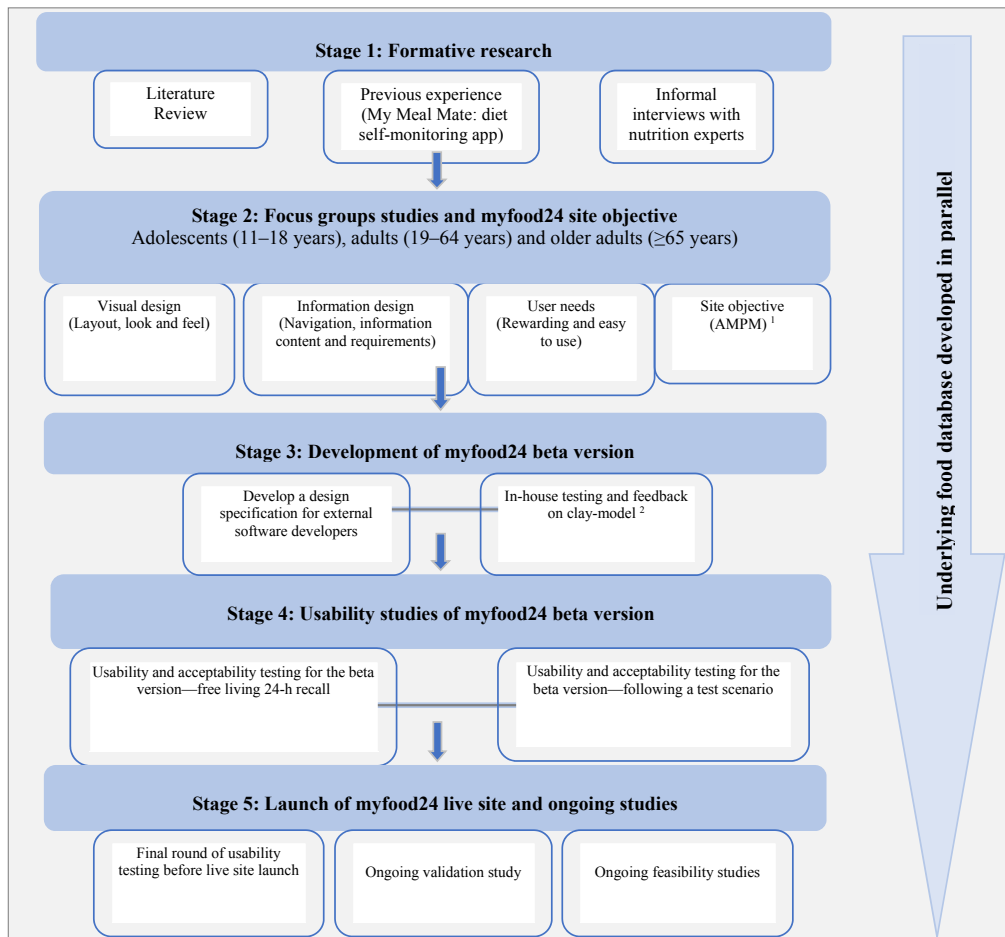 Stage 1: Formative research
Literature
Review
Previous experience
(My Meal Mate: diet
self-monitoring app)
Informal
interviews with
nutrition experts
Stage 2: Focus groups studies and myfood24 site objective
Adolescents (11–18 years), adults (19–64 years) and older adults (≥65 years)
Visual design
(Layout, look and feel)
Information design
(Navigation, information
content and requirements)
User needs
(Rewarding and easy
to use)
Site objective
(AMPM) 1
Stage 3: Development of myfood24 beta version
Develop a design
specification for external
software developers
In-house testing and feedback
on clay-model 2
Stage 4: Usability studies of myfood24 beta version
Usability and acceptability testing for the
beta version—free living 24-h recall
Usability and acceptability testing for the
beta version—following a test scenario
Stage 5: Launch of myfood24 live site and ongoing studies
Final round of usability
testing before live site launch
Ongoing validation study
Ongoing feasibility studies
Underlying food database developed in parallel